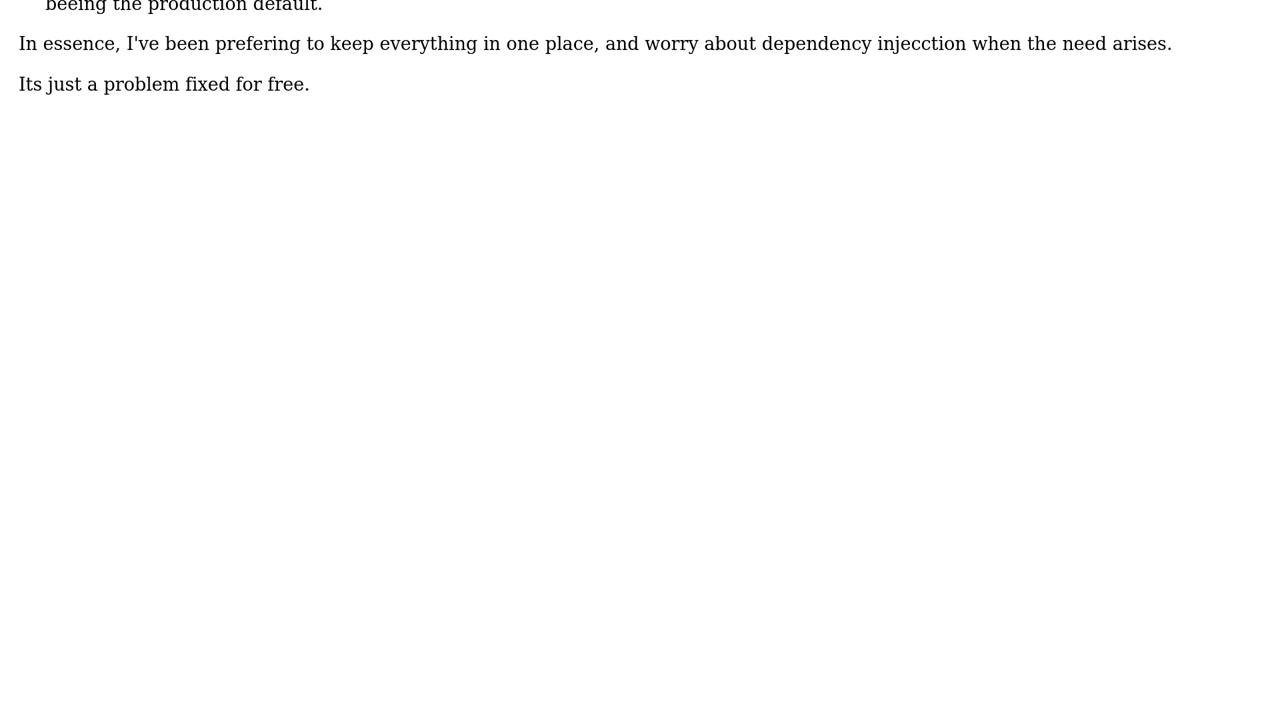 beeing the production default.
In essence, I've been prefering to keep everything in one place, and worry about dependency injecction when the need arises.
Its just a problem fixed for free.